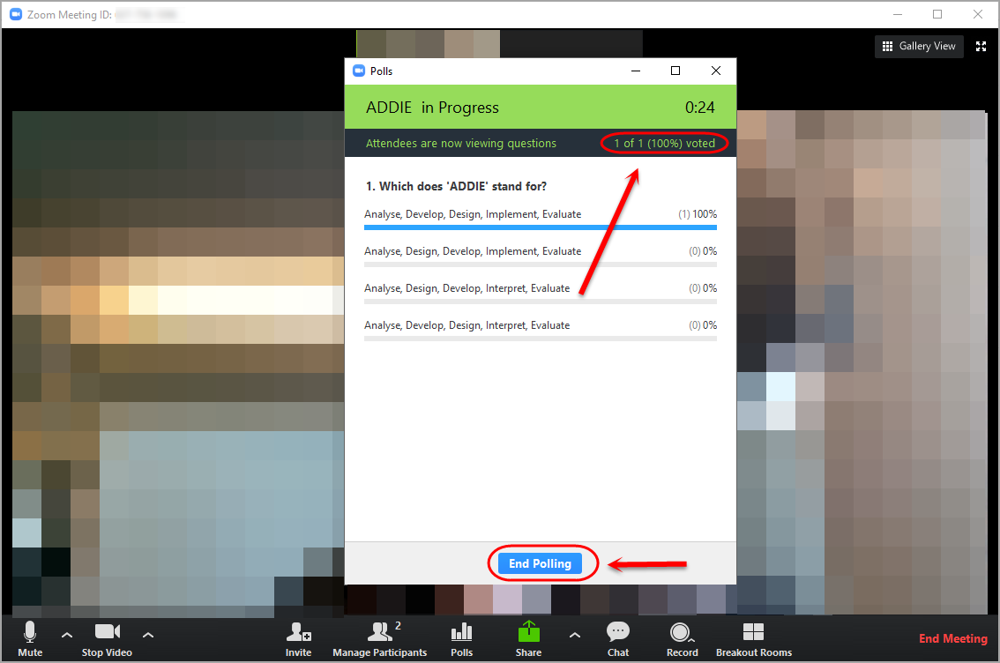 Zoom Meeting ID:
Gallery View
Polls
ADDIE in Progress 0:24
Attendees are now viewing questions 1 of 1 (100%) voted
1. Which does 'ADDIE' stand for?
Analyse, Develop, Design, Implement, Evaluate (1) 100%
Analyse, Design, Develop, Implement, Evaluate (0) 0%
Analyse, Design, Develop, Interpret, Evaluate (0) 0%
Analyse, Develop, Design, Interpret, Evaluate (0) 0%
End Polling
2
Mute Stop Video Invite Manage Participants Polls Share Chat Record Breakout Rooms End Meeting